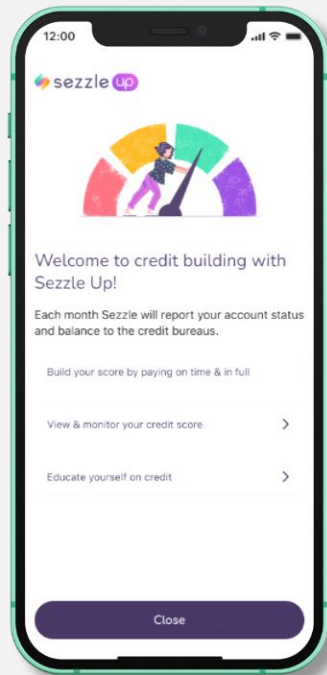 12:00
sezzle up
Welcome to credit building with
Sezzle Up!
Each month Sezzle will report your account status
and balance to the credit bureaus.
Build your score by paying on time & in full
View & monitor your credit score
Educate yourself on credit
Close